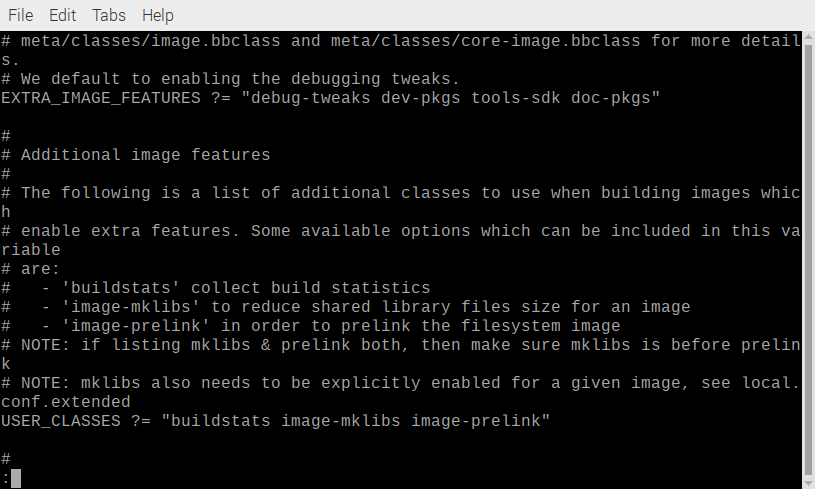 File Edit Tabs Help
# meta/classes/image.bbclass and meta/classes/core-image.bbclass for more detail
s.
# We default to enabling the debugging tweaks.
EXTRA_IMAGE_FEATURES ?= "debug-tweaks dev-pkgs tools-sdk doc-pkgs"
#
# Additional image features
#
# The following is a list of additional classes to use when building images whic
h
# enable extra features. Some available options which can be included in this va
riable
# are:
#   - 'buildstats' collect build statistics
#   - 'image-mklibs' to reduce shared library files size for an image
#   - 'image-prelink' in order to prelink the filesystem image
# NOTE: if listing mklibs & prelink both, then make sure mklibs is before prelin
k
# NOTE: mklibs also needs to be explicitly enabled for a given image, see local.
conf.extended
USER_CLASSES ?= "buildstats image-mklibs image-prelink"
#
: